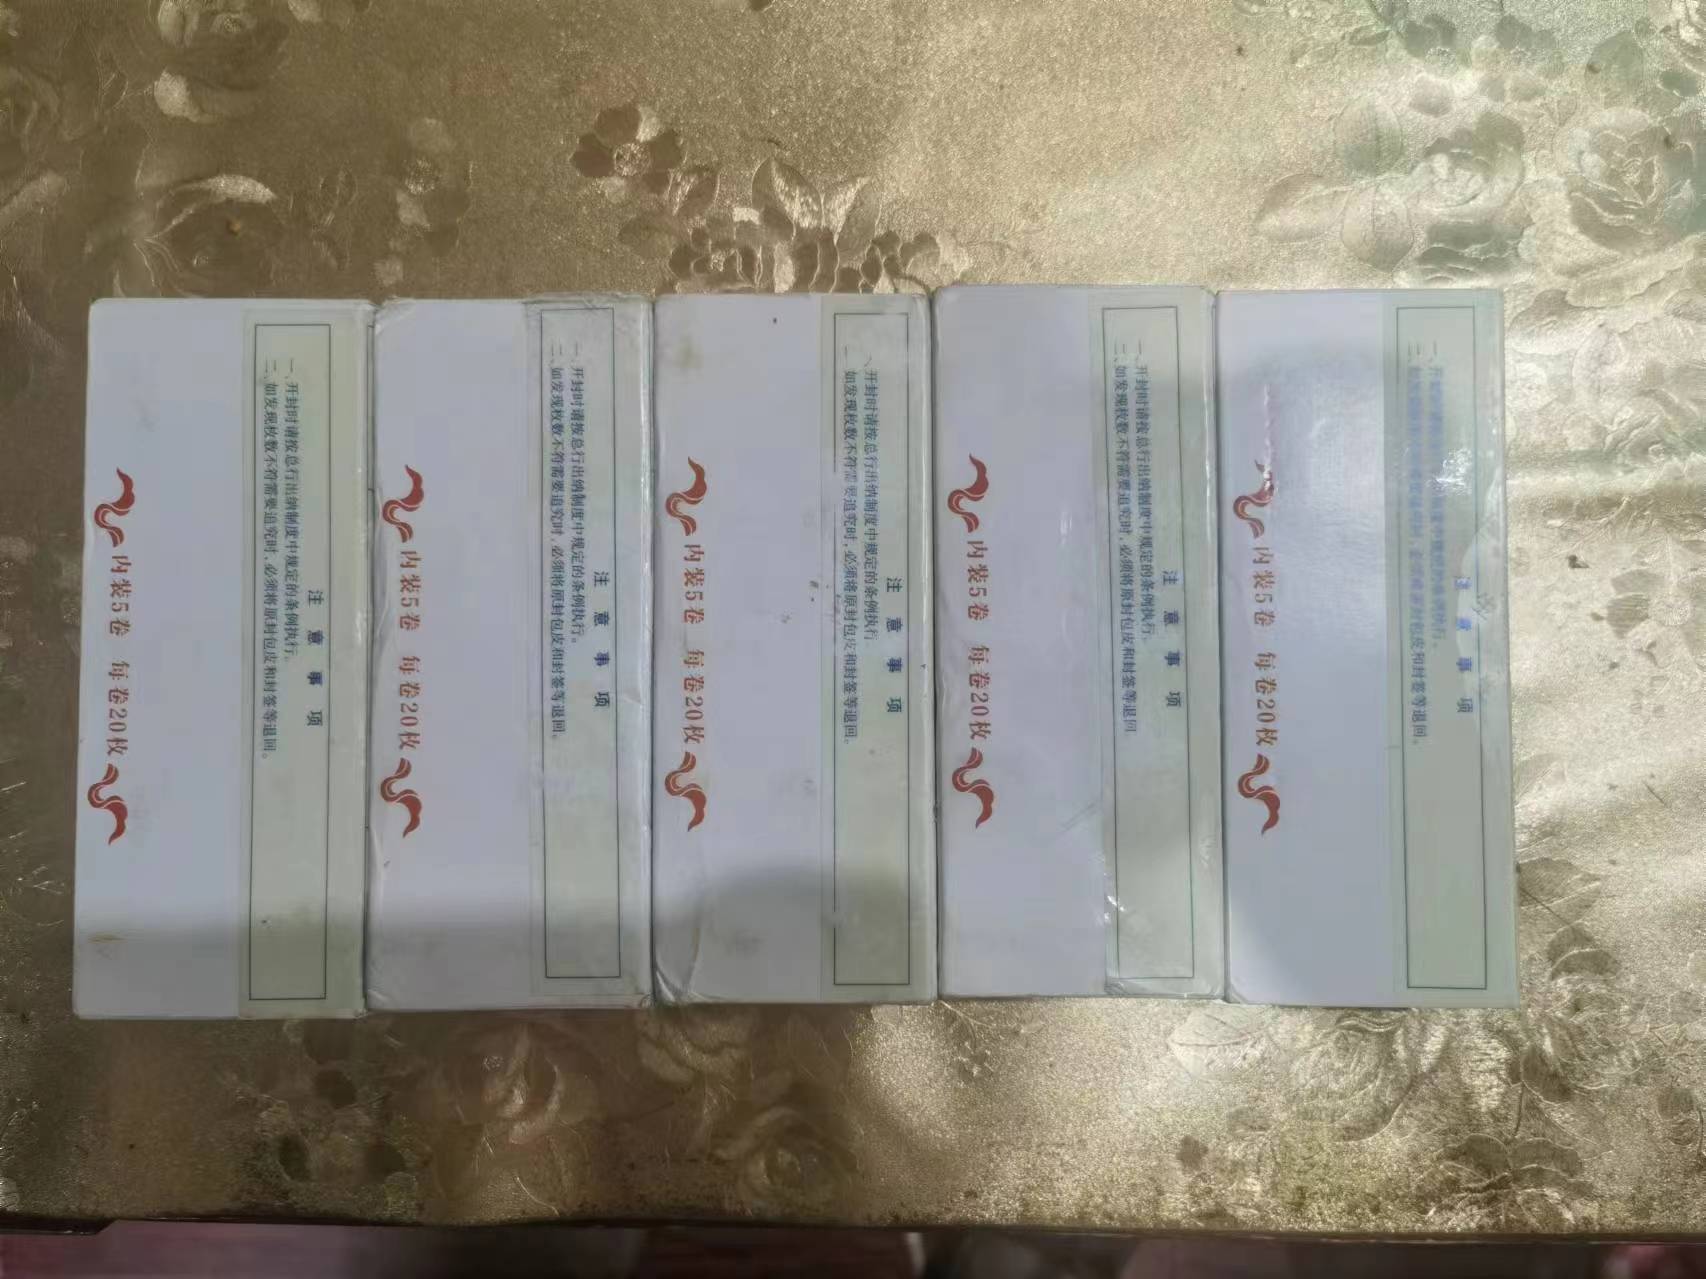 注意事项
一、开封时请按总行出纳制度中规定的条例执行。
二、如发现枚数不符需要追究时，必须将原封包皮和封签等退回。
内装5卷 每卷20枚
注意事项
一、开封时请按总行出纳制度中规定的条例执行。
二、如发现枚数不符需要追究时，必须将原封包皮和封签等退回。
内装5卷 每卷20枚
注意事项
、开封时请按总行出纳制度中规定的条例执行
如发现枚数不符需要追究时，必须将原封包皮和封签等退回。
内装5卷 每卷20枚
注意事项
一、开封时请按总行出纳制度中规定的条例执行.
二、如发现枚数不符需要追究时，必须将原封包皮和封签等退回
内装5卷 每卷20枚
注意事项
执行。
包皮和封签等退回。
内装5卷 每卷20枚